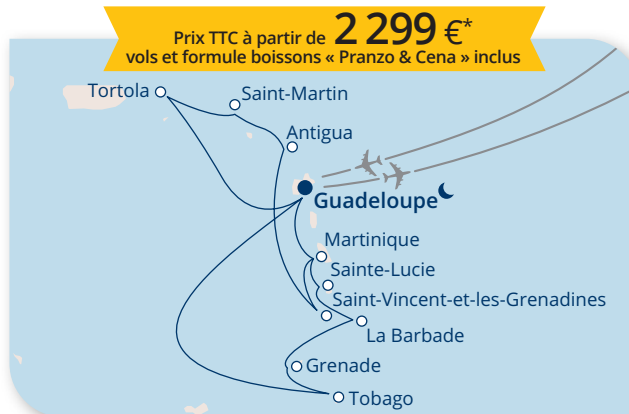 Prix TTC à partir de 2 299 €*
vols et formule boissons « Pranzo & Cena » inclus
Tortola
Saint-Martin
Antigua
Guadeloupe
Martinique
Sainte-Lucie
Saint-Vincent-et-les-Grenadines
La Barbade
Grenade
Tobago